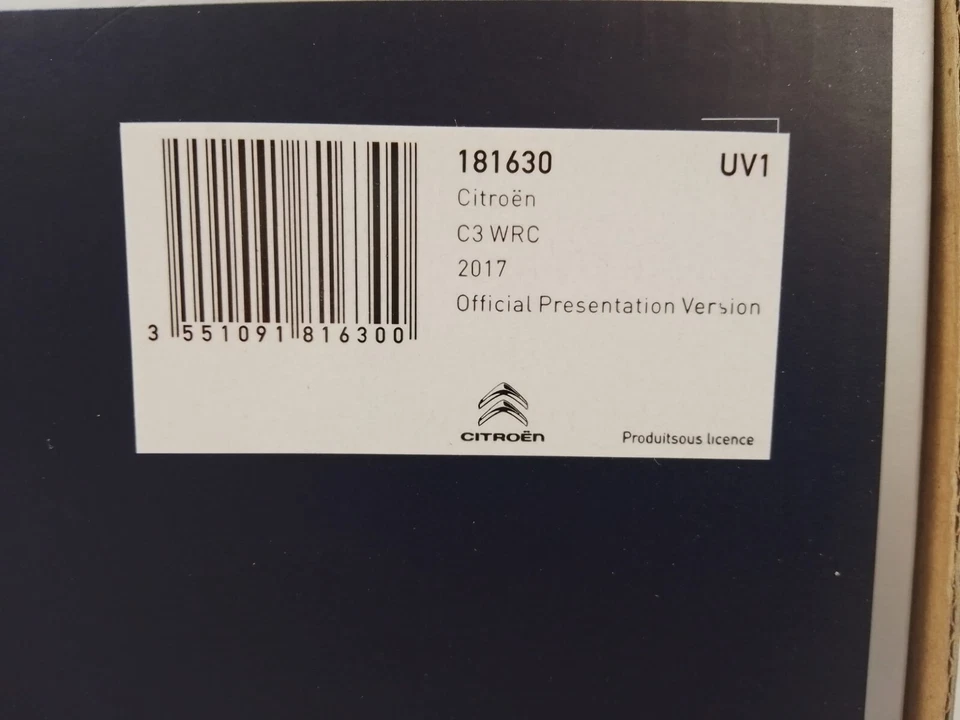 181630 UV1
Citroën
C3 WRC
2017
Official Presentation Version
3 551091 816300
CITROËN
Produitsous licence